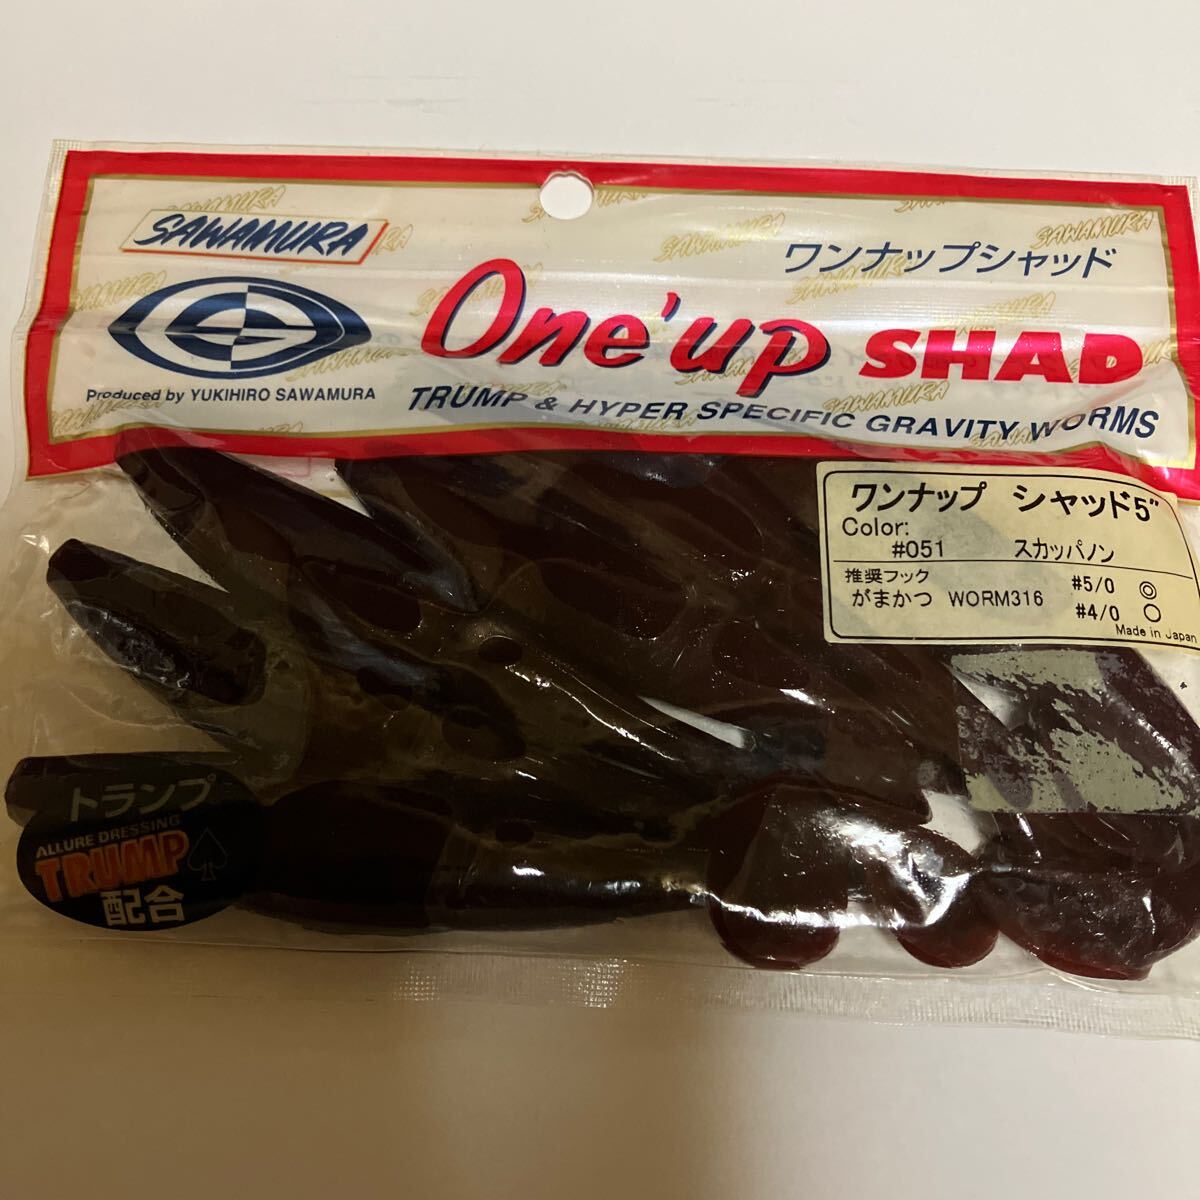 SAWAMURA
ワンナップシャッド
One'up SHAD
Produced by YUKIHIRO SAWAMURA
TRUMP & HYPER SPECIFIC GRAVITY WORMS
ワンナップ シャッド5"
Color:
#051 スカッパノン
推奨フック
がまかつ WORM316
#5/0 ◎
#4/0 ○
Made in Japan
トランプ
ALLURE DRESSING
TRUMP
配合